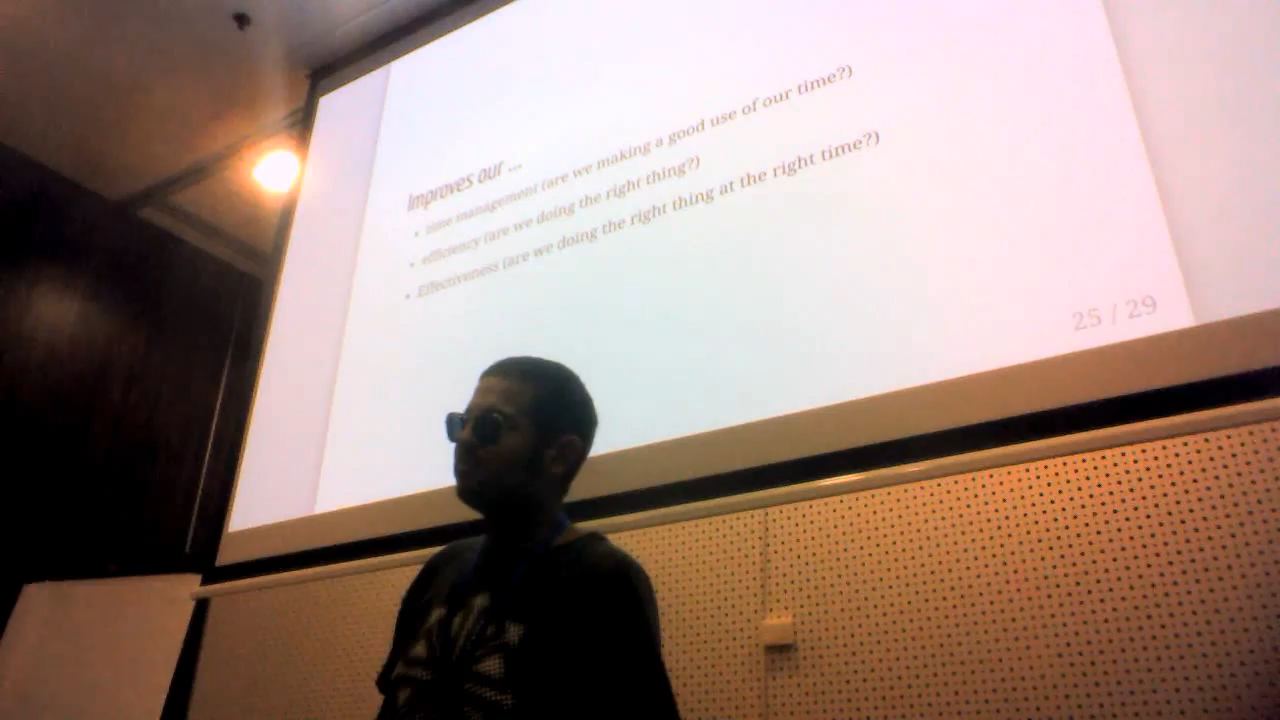 Improves our ...
• time management (are we making a good use of our time?)
• efficiency (are we doing the right thing?)
• Effectiveness (are we doing the right thing at the right time?)
25 / 29